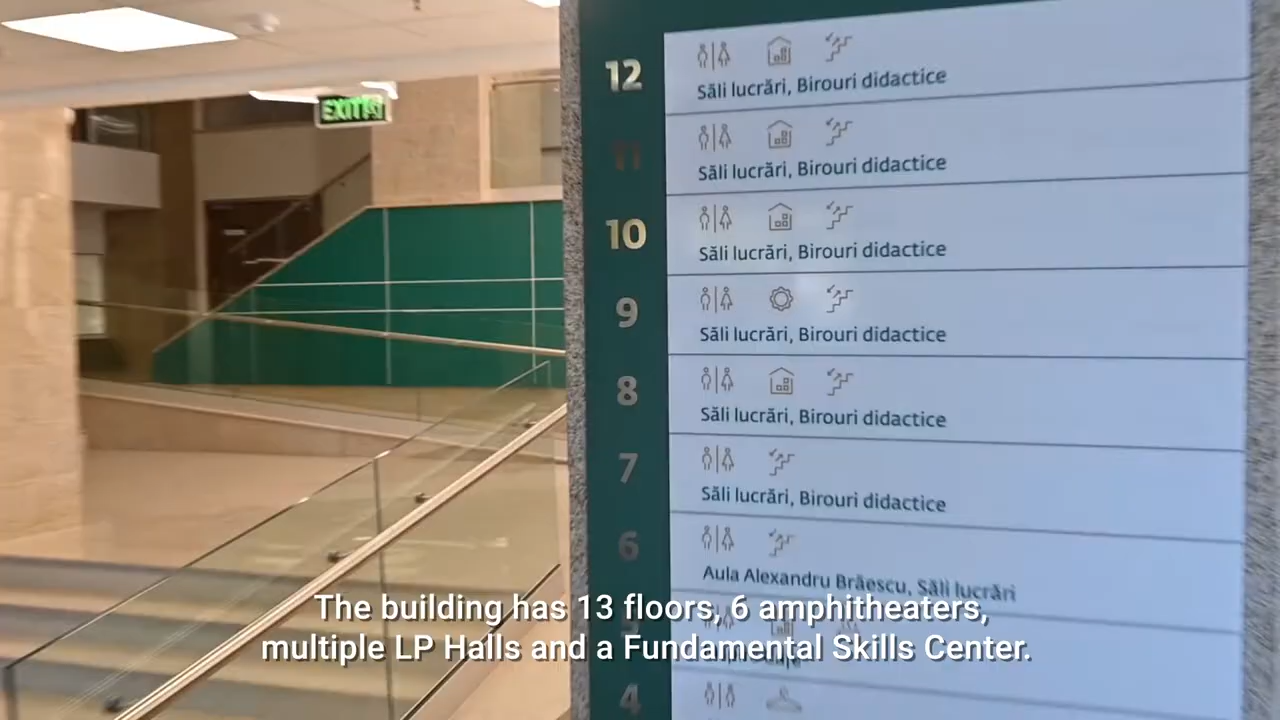 EXIT
12
Săli lucrări, Birouri didactice
11
Săli lucrări, Birouri didactice
10
Săli lucrări, Birouri didactice
9
Săli lucrări, Birouri didactice
8
Săli lucrări, Birouri didactice
7
Săli lucrări, Birouri didactice
6
Aula Alexandru Brăescu, Săli lucrări
5
4
The building has 13 floors, 6 amphitheaters,
multiple LP Halls and a Fundamental Skills Center.